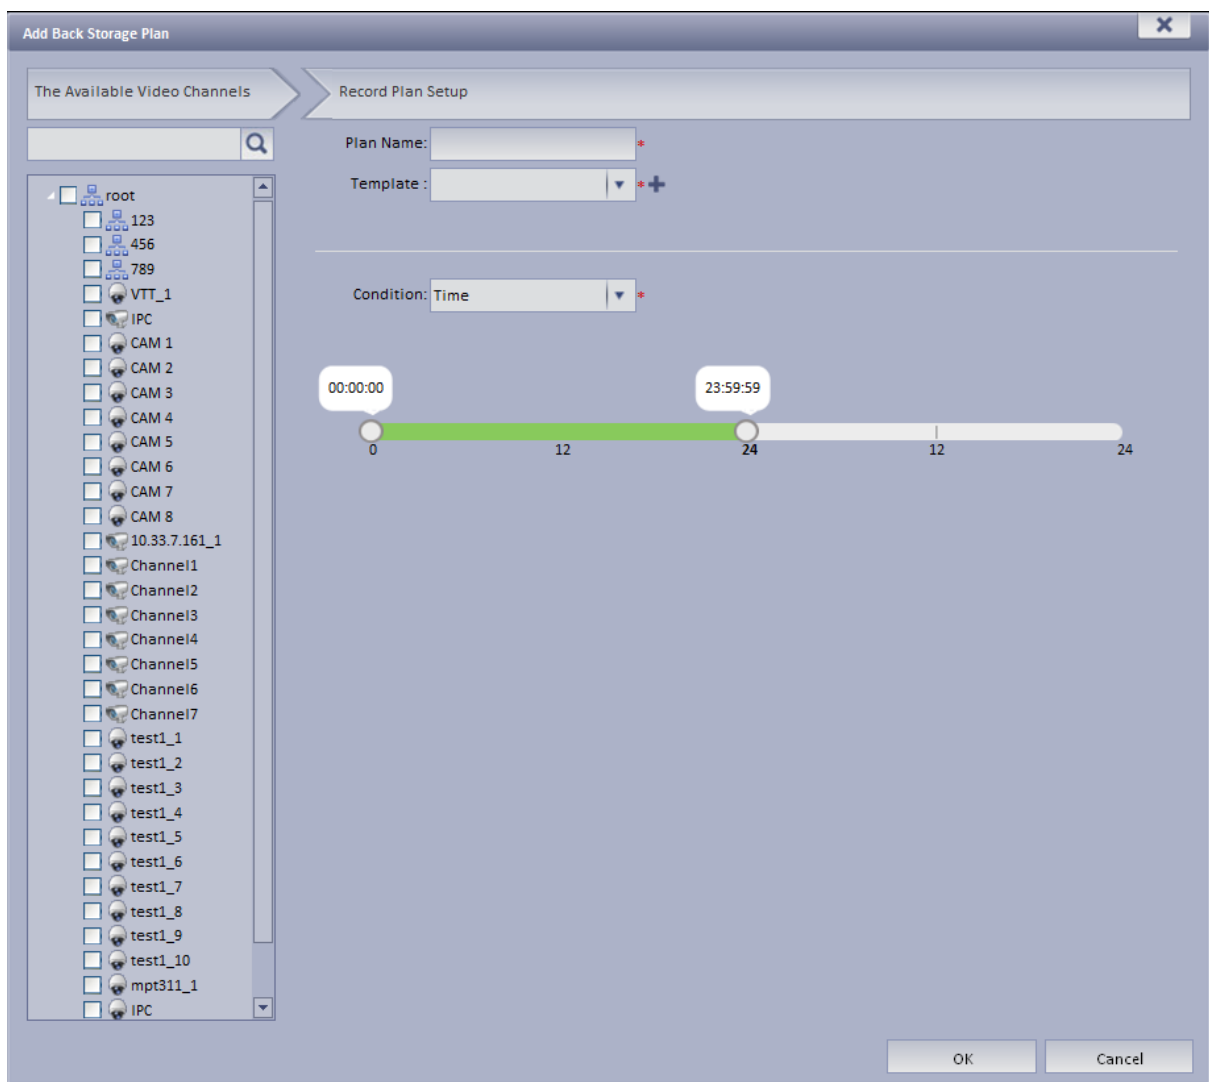 Add Back Storage Plan
The Available Video Channels
Record Plan Setup
Plan Name: *
Template : *
root
123
456
789
VTT_1
IPC
CAM 1
CAM 2
CAM 3
CAM 4
CAM 5
CAM 6
CAM 7
CAM 8
10.33.7.161_1
Channel1
Channel2
Channel3
Channel4
Channel5
Channel6
Channel7
test1_1
test1_2
test1_3
test1_4
test1_5
test1_6
test1_7
test1_8
test1_9
test1_10
mpt311_1
IPC
Condition: Time *
00:00:00 23:59:59
0 12 24 12 24
OK Cancel